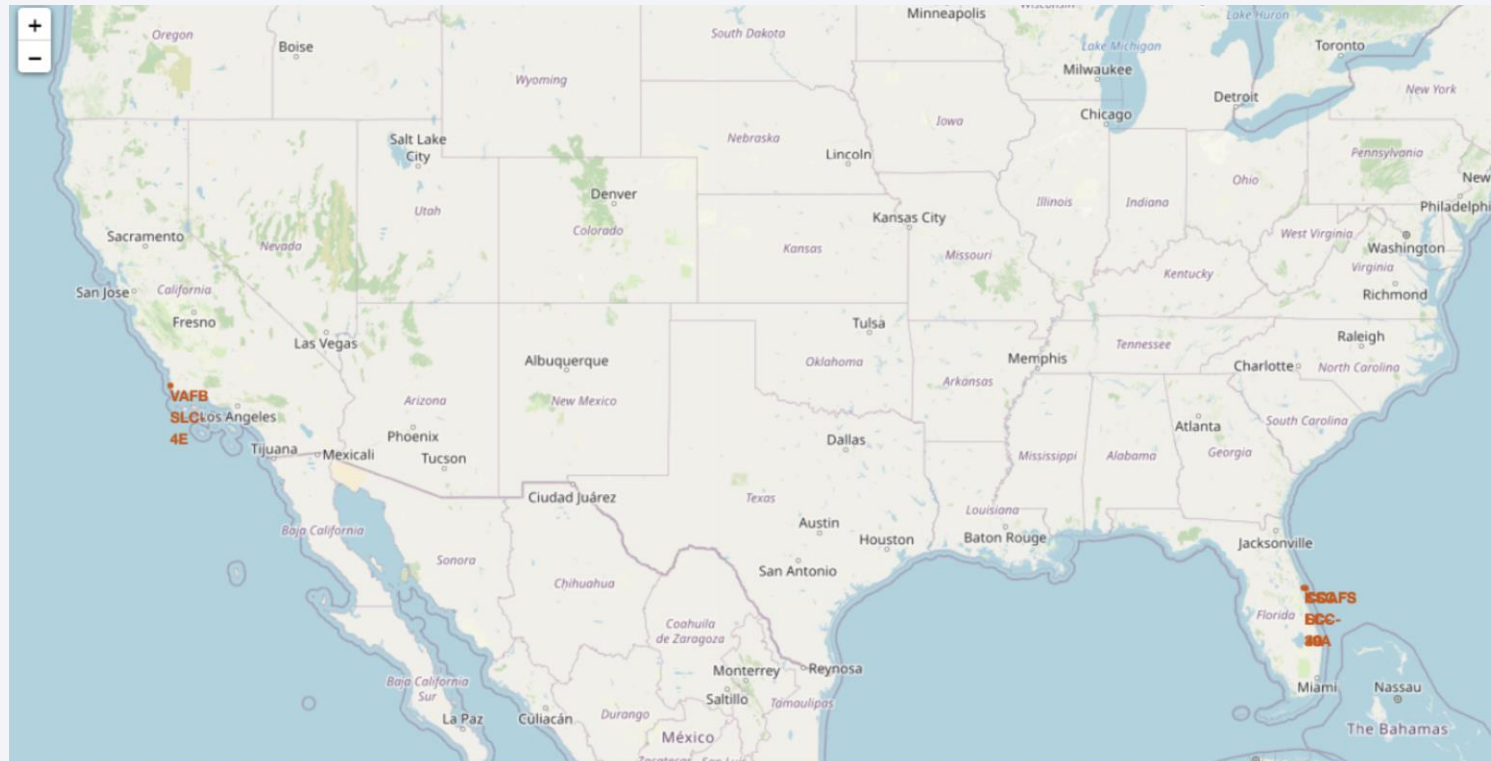 +
−
Minneapolis
Lake Huron
Oregon
Boise
South Dakota
Lake Michigan
Toronto
Milwaukee
Wyoming
Detroit
New York
Chicago
Iowa
Salt Lake
City
Nebraska
Lincoln
Pennsylvania
Ohio
New
Denver
Utah
Illinois
Indiana
Philadelphi
Kansas City
Sacramento
Nevada
Colorado
Kansas
Missouri
West Virginia
Washington
Kentucky
Virginia
San Jose
California
Richmond
Fresno
Las Vegas
Tulsa
Raleigh
Tennessee
Albuquerque
Oklahoma
Memphis
Charlotte
North Carolina
Arkansas
VAFB
SLC-
4E
Los Angeles
Arizona
New Mexico
Atlanta
South Carolina
Phoenix
Dallas
Tijuana
Mexicali
Tucson
Mississippi
Alabama
Georgia
Ciudad Juárez
Texas
Louisiana
Baja California
Austin
Houston
Baton Rouge
Jacksonville
Sonora
San Antonio
Chihuahua
Florida
Coahuila
de Zaragoza
Monterrey
Reynosa
Baja California
Sur
Saltillo
Tamaulipas
Miami
Nassau
La Paz
Culiacán
Durango
México
The Bahamas